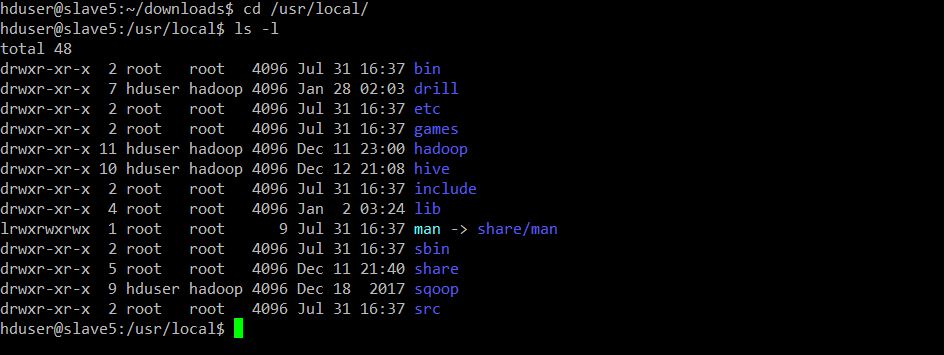 hduser@slave5:~/downloads$ cd /usr/local/
hduser@slave5:/usr/local$ ls -l
total 48
drwxr-xr-x  2 root   root   4096 Jul 31 16:37 bin
drwxr-xr-x  7 hduser hadoop 4096 Jan 28 02:03 drill
drwxr-xr-x  2 root   root   4096 Jul 31 16:37 etc
drwxr-xr-x  2 root   root   4096 Jul 31 16:37 games
drwxr-xr-x 11 hduser hadoop 4096 Dec 11 23:00 hadoop
drwxr-xr-x 10 hduser hadoop 4096 Dec 12 21:08 hive
drwxr-xr-x  2 root   root   4096 Jul 31 16:37 include
drwxr-xr-x  4 root   root   4096 Jan  2 03:24 lib
lrwxrwxrwx  1 root   root      9 Jul 31 16:37 man -> share/man
drwxr-xr-x  2 root   root   4096 Jul 31 16:37 sbin
drwxr-xr-x  5 root   root   4096 Dec 11 21:40 share
drwxr-xr-x  9 hduser hadoop 4096 Dec 18  2017 sqoop
drwxr-xr-x  2 root   root   4096 Jul 31 16:37 src
hduser@slave5:/usr/local$